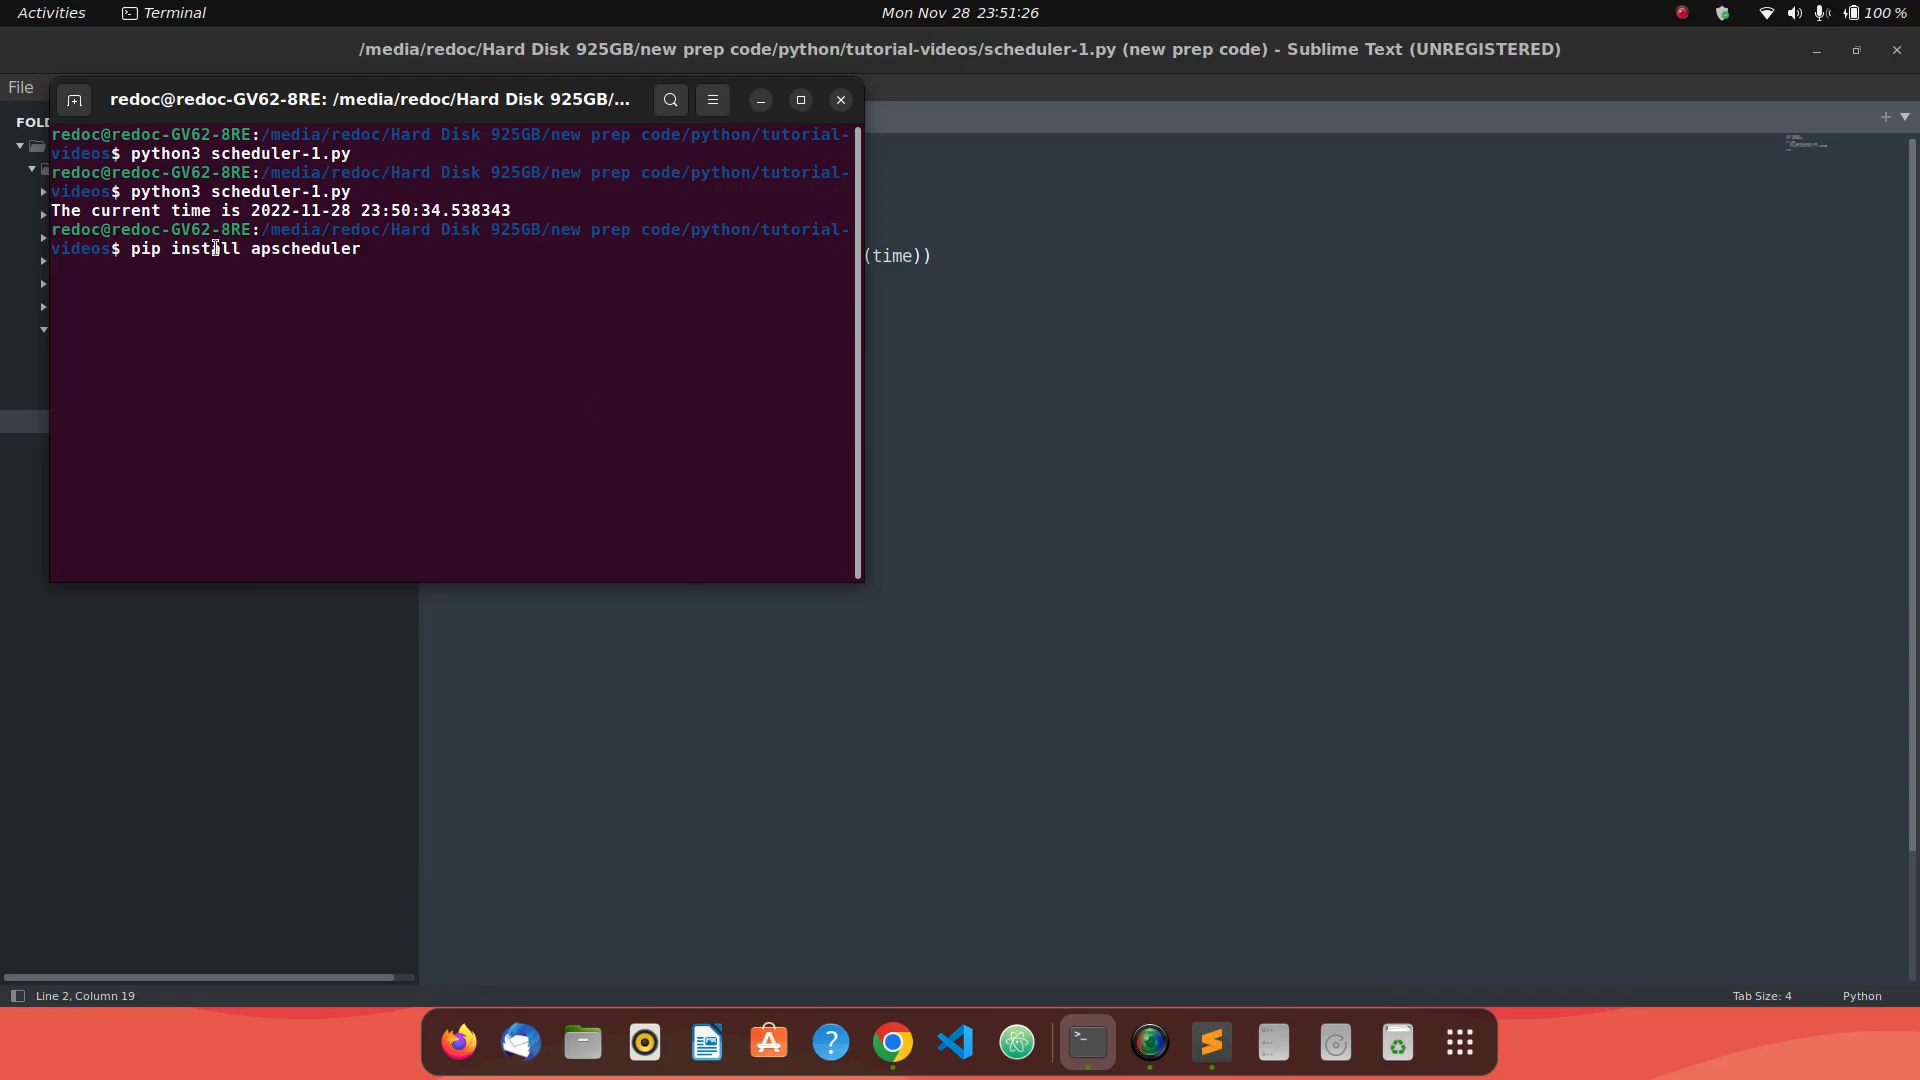 Activities Terminal Mon Nov 28 23:51:26 100 %
/media/redoc/Hard Disk 925GB/new prep code/python/tutorial-videos/scheduler-1.py (new prep code) - Sublime Text (UNREGISTERED)
File
redoc@redoc-GV62-8RE: /media/redoc/Hard Disk 925GB/...
FOLD
redoc@redoc-GV62-8RE:/media/redoc/Hard Disk 925GB/new prep code/python/tutorial-
videos$ python3 scheduler-1.py
redoc@redoc-GV62-8RE:/media/redoc/Hard Disk 925GB/new prep code/python/tutorial-
videos$ python3 scheduler-1.py
The current time is 2022-11-28 23:50:34.538343
redoc@redoc-GV62-8RE:/media/redoc/Hard Disk 925GB/new prep code/python/tutorial-
videos$ pip install apscheduler
(time))
Line 2, Column 19 Tab Size: 4 Python